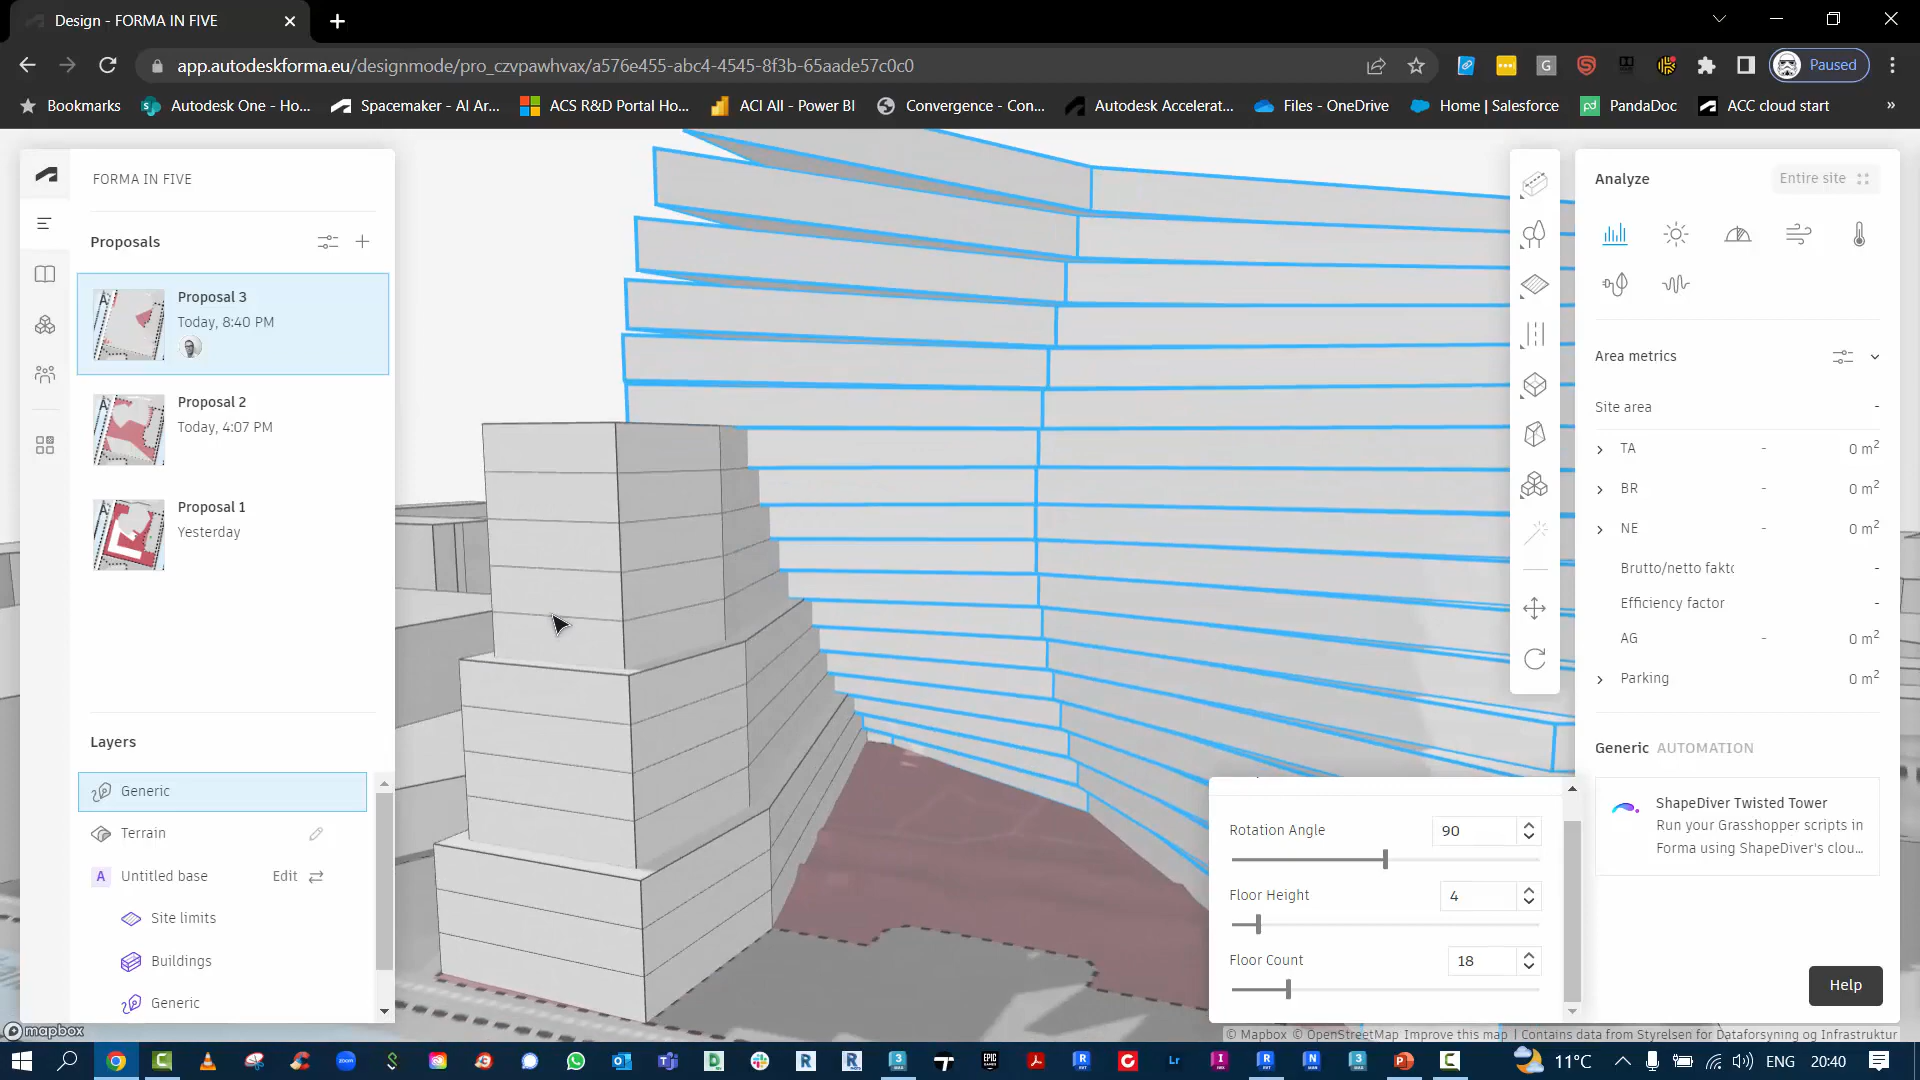 Design - FORMA IN FIVE
app.autodeskforma.eu/designmode/pro_czvpawhvax/a576e455-abc4-4545-8f3b-65aade57c0c0
Paused
Bookmarks
Autodesk One - Ho...
Spacemaker - AI Ar...
ACS R&D Portal Ho...
ACI All - Power BI
Convergence - Con...
Autodesk Accelerat...
Files - OneDrive
Home | Salesforce
PandaDoc
ACC cloud start
»
FORMA IN FIVE
Proposals
Proposal 3
Today, 8:40 PM
Proposal 2
Today, 4:07 PM
Proposal 1
Yesterday
Layers
Generic
Terrain
A Untitled base Edit
Site limits
Buildings
Generic
mapbox
Analyze
Entire site
Area metrics
Site area -
TA - 0 m²
BR - 0 m²
NE - 0 m²
Brutto/netto fakto -
Efficiency factor -
AG - 0 m²
Parking 0 m²
Generic AUTOMATION
ShapeDiver Twisted Tower
Run your Grasshopper scripts in
Forma using ShapeDiver's clou...
Rotation Angle 90
Floor Height 4
Floor Count 18
Help
© Mapbox © OpenStreetMap Improve this map | Contains data from Styrelsen for Dataforsyning og Infrastruktur
11°C
ENG
20:40